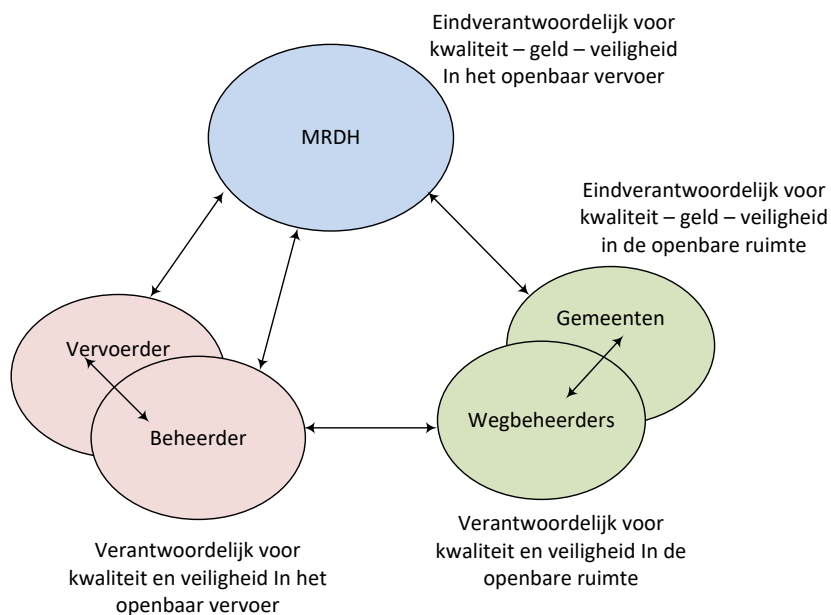 Eindverantwoordelijk voor
kwaliteit – geld – veiligheid
In het openbaar vervoer
MRDH
Eindverantwoordelijk voor
kwaliteit – geld – veiligheid
in de openbare ruimte
Gemeenten
Vervoerder
Wegbeheerders
Beheerder
Verantwoordelijk voor
kwaliteit en veiligheid In het
openbaar vervoer
Verantwoordelijk voor
kwaliteit en veiligheid In de
openbare ruimte